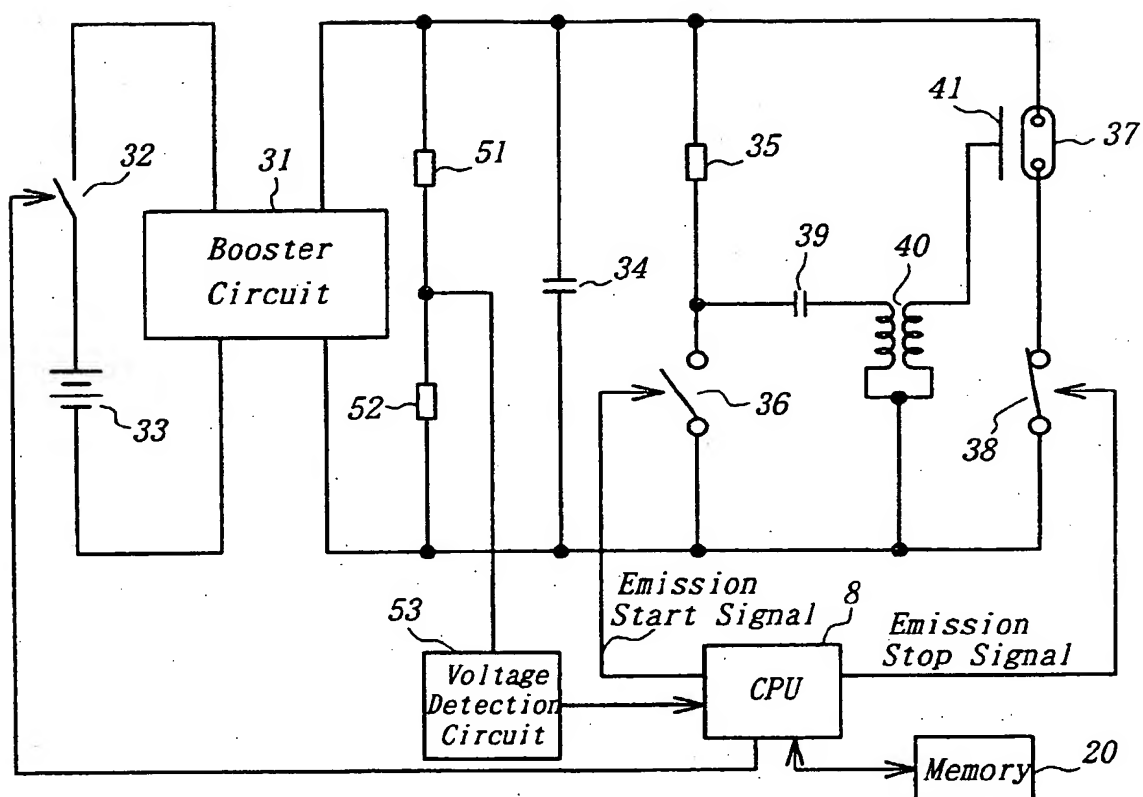 41
37
32
31
51
35
Booster
Circuit
39
40
34
33
52
36
38
Emission
Start Signal
8
Emission
Stop Signal
53
Voltage
Detection
Circuit
CPU
Memory
20